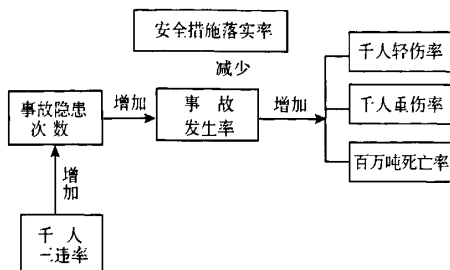 安全措施落实率
减少
千人轻伤率
事故隐患
次数
增加
事故
发生率
增加
千人重伤率
百万吨死亡率
增加
千人
三违率